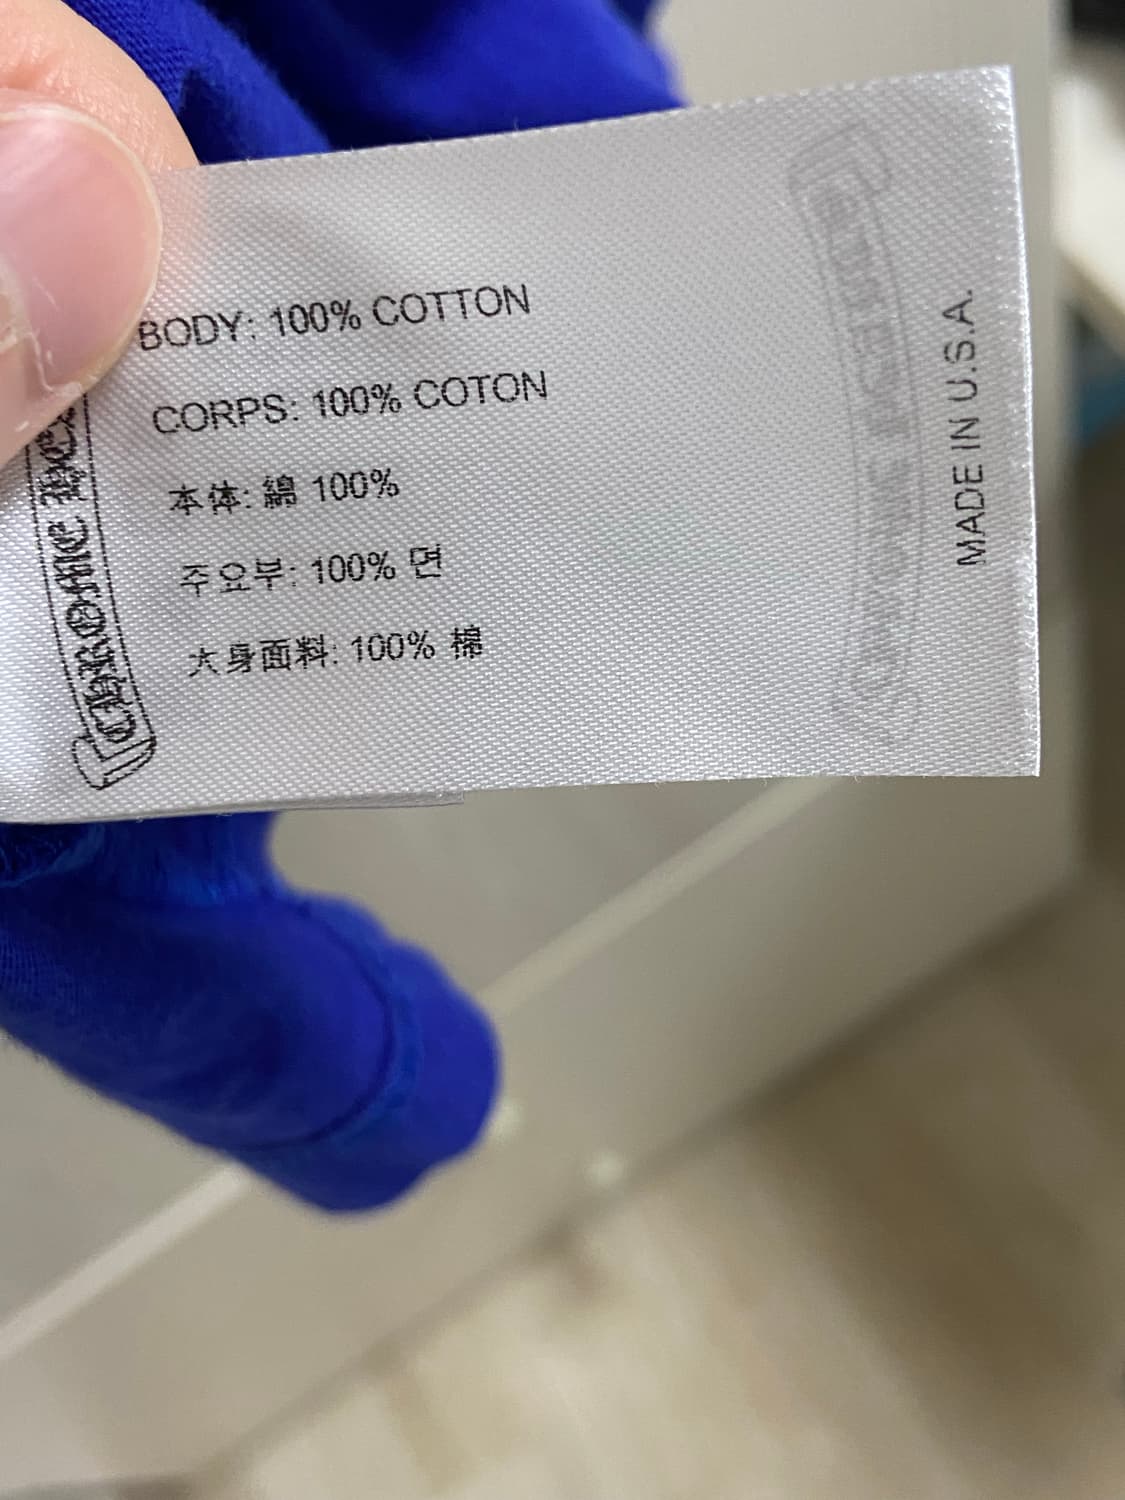 BODY: 100% COTTON
CORPS: 100% COTON
本体: 綿 100%
주요부: 100% 면
大身面料: 100% 棉
CHROME
MADE IN U.S.A.